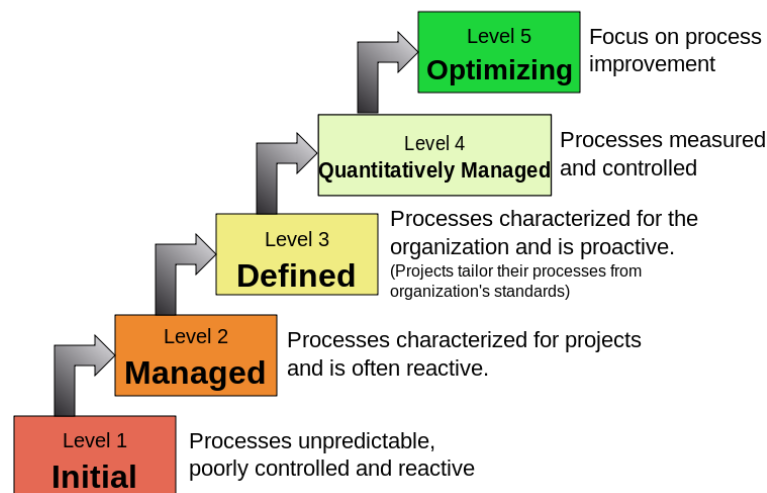 Level 5
Optimizing
Focus on process
improvement
Level 4
Quantitatively Managed
Processes measured
and controlled
Level 3
Defined
Processes characterized for the
organization and is proactive.
(Projects tailor their processes from
organization's standards)
Level 2
Managed
Processes characterized for projects
and is often reactive.
Level 1
Initial
Processes unpredictable,
poorly controlled and reactive